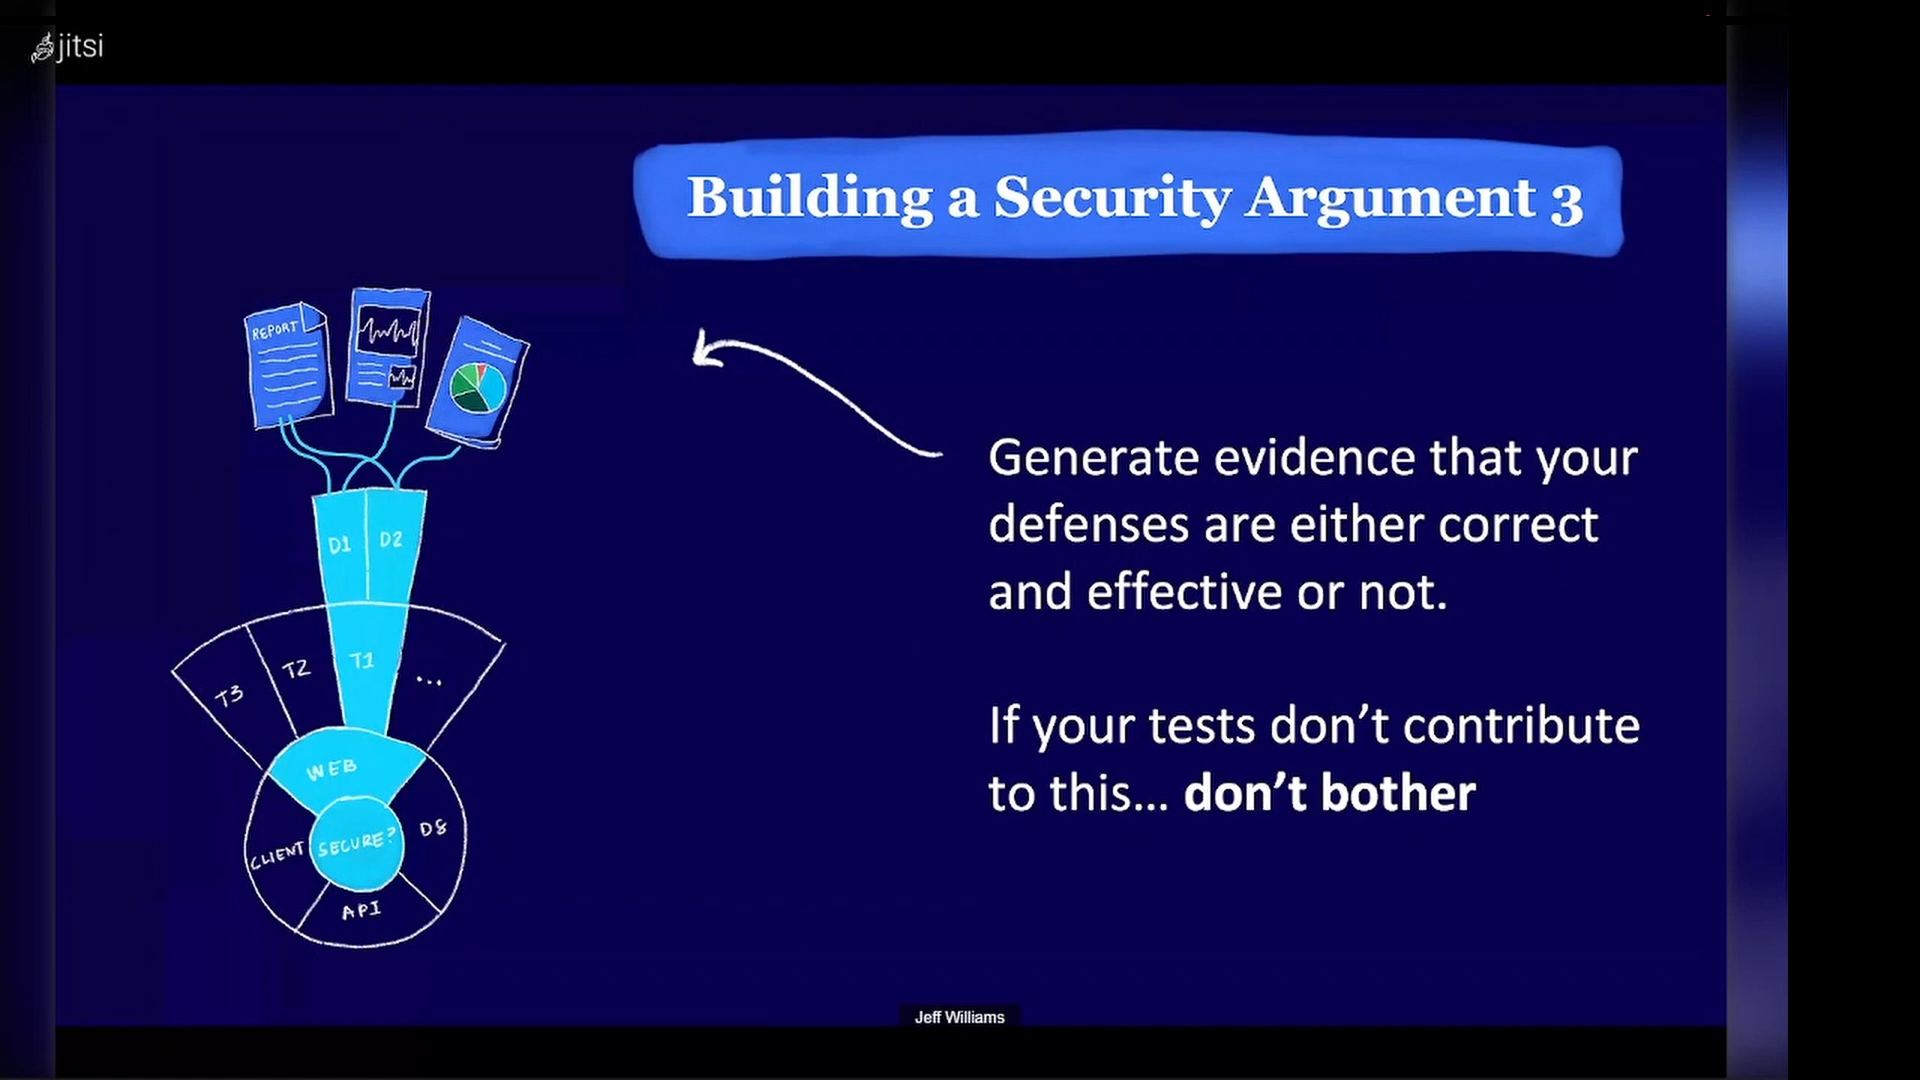 jitsi
Building a Security Argument 3
REPORT
Generate evidence that your
defenses are either correct
and effective or not.
If your tests don’t contribute
to this... don’t bother
D1 D2
T3 T2 T1 ...
WEB
CLIENT SECURE? D8
API
Jeff Williams